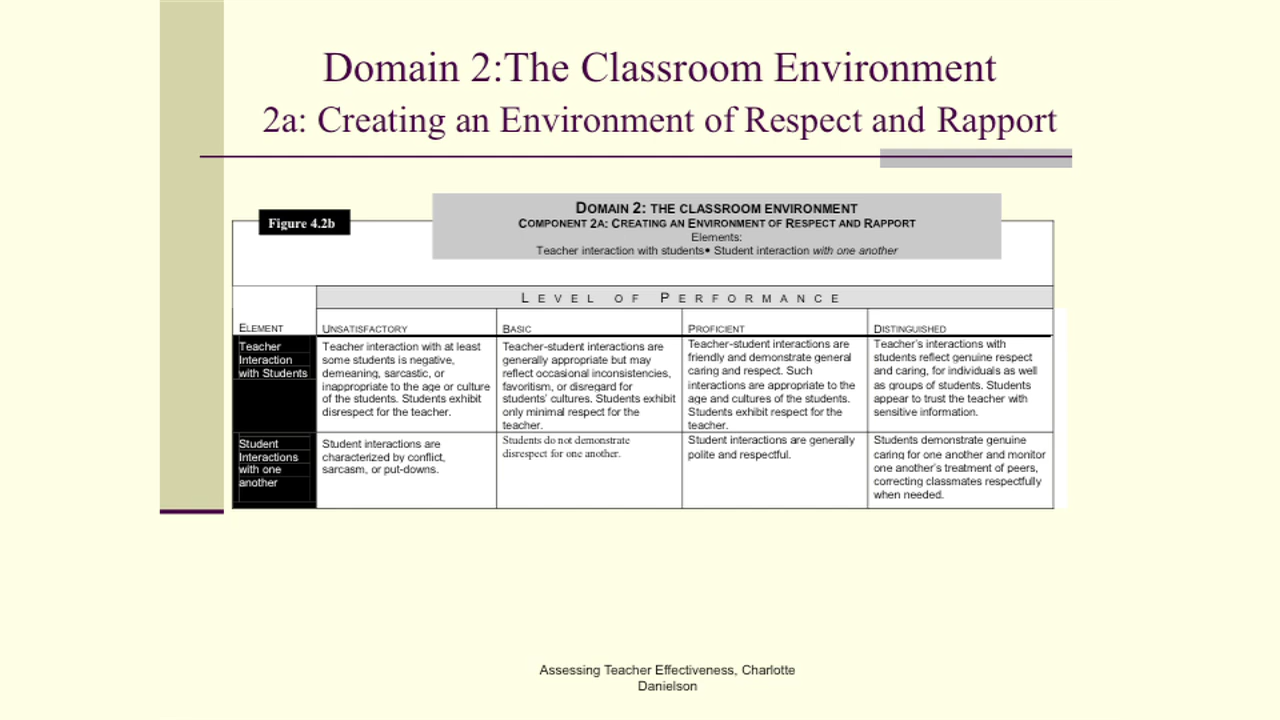 Domain 2:The Classroom Environment
2a: Creating an Environment of Respect and Rapport
Figure 4.2b
DOMAIN 2: THE CLASSROOM ENVIRONMENT
COMPONENT 2A: CREATING AN ENVIRONMENT OF RESPECT AND RAPPORT
Elements:
Teacher interaction with students• Student interaction with one another
LEVEL OF PERFORMANCE
ELEMENT
UNSATISFACTORY
BASIC
PROFICIENT
DISTINGUISHED
Teacher
Interaction
with Students
Teacher interaction with at least
some students is negative,
demeaning, sarcastic, or
inappropriate to the age or culture
of the students. Students exhibit
disrespect for the teacher.
Teacher-student interactions are
generally appropriate but may
reflect occasional inconsistencies,
favoritism, or disregard for
students' cultures. Students exhibit
only minimal respect for the
teacher.
Teacher-student interactions are
friendly and demonstrate general
caring and respect. Such
interactions are appropriate to the
age and cultures of the students.
Students exhibit respect for the
teacher.
Teacher's interactions with
students reflect genuine respect
and caring, for individuals as well
as groups of students. Students
appear to trust the teacher with
sensitive information.
Student
Interactions
with one
another
Student interactions are
characterized by conflict,
sarcasm, or put-downs.
Students do not demonstrate
disrespect for one another.
Student interactions are generally
polite and respectful.
Students demonstrate genuine
caring for one another and monitor
one another's treatment of peers,
correcting classmates respectfully
when needed.
Assessing Teacher Effectiveness, Charlotte
Danielson